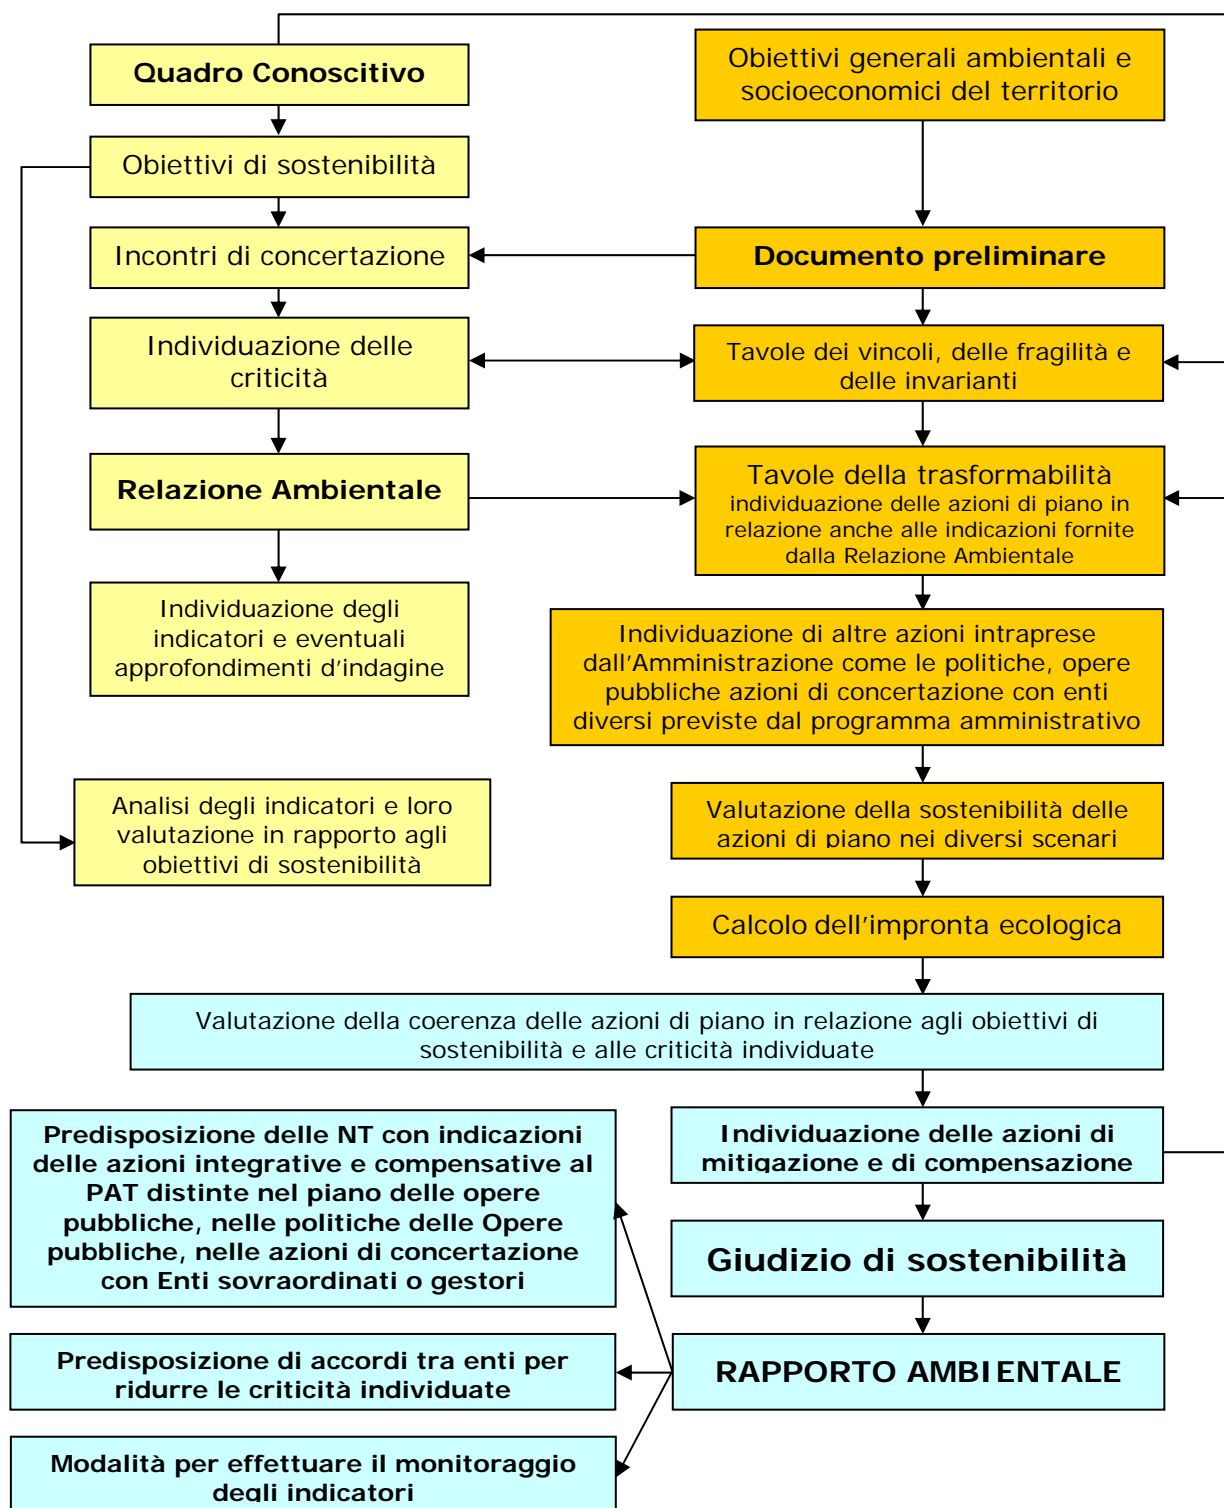 Quadro Conoscitivo
Obiettivi generali ambientali e
socioeconomici del territorio
Obiettivi di sostenibilità
Incontri di concertazione
Documento preliminare
Individuazione delle
criticità
Tavole dei vincoli, delle fragilità e
delle invarianti
Relazione Ambientale
Tavole della trasformabilità
individuazione delle azioni di piano in
relazione anche alle indicazioni fornite
dalla Relazione Ambientale
Individuazione degli
indicatori e eventuali
approfondimenti d'indagine
Individuazione di altre azioni intraprese
dall'Amministrazione come le politiche, opere
pubbliche azioni di concertazione con enti
diversi previste dal programma amministrativo
Analisi degli indicatori e loro
valutazione in rapporto agli
obiettivi di sostenibilità
Valutazione della sostenibilità delle
azioni di piano nei diversi scenari
Calcolo dell'impronta ecologica
Valutazione della coerenza delle azioni di piano in relazione agli obiettivi di
sostenibilità e alle criticità individuate
Predisposizione delle NT con indicazioni
delle azioni integrative e compensative al
PAT distinte nel piano delle opere
pubbliche, nelle politiche delle Opere
pubbliche, nelle azioni di concertazione
con Enti sovraordinati o gestori
Individuazione delle azioni di
mitigazione e di compensazione
Giudizio di sostenibilità
Predisposizione di accordi tra enti per
ridurre le criticità individuate
RAPPORTO AMBIENTALE
Modalità per effettuare il monitoraggio
degli indicatori